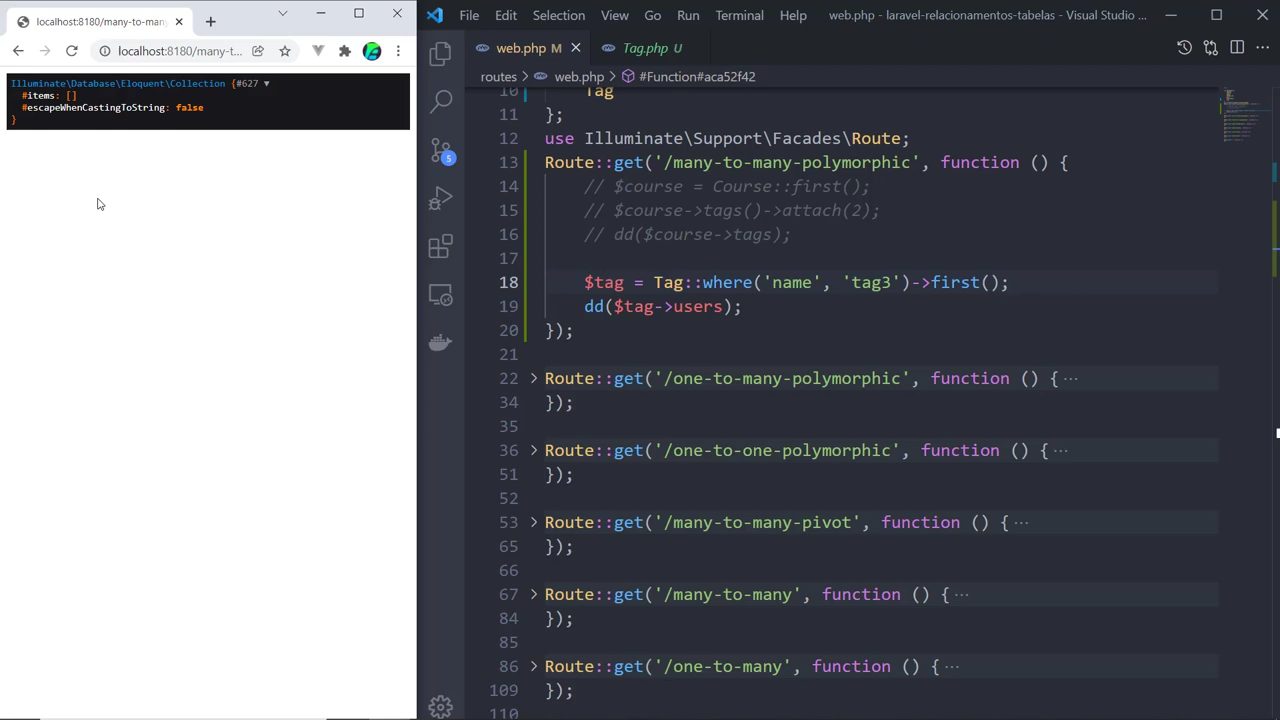 localhost:8180/many-to-many
localhost:8180/many-t...
Illuminate\Database\Eloquent\Collection {#627 ▼
#items: []
#escapeWhenCastingToString: false
}
File Edit Selection View Go Run Terminal Help web.php - laravel-relacionamentos-tabelas - Visual Studio ...
web.php M
Tag.php U
routes > web.php > #Function#aca52f42
5
10 Tag
11 };
12 use Illuminate\Support\Facades\Route;
13 Route::get('/many-to-many-polymorphic', function () {
14 // $course = Course::first();
15 // $course->tags()->attach(2);
16 // dd($course->tags);
17
18 $tag = Tag::where('name', 'tag3')->first();
19 dd($tag->users);
20 });
21
22 Route::get('/one-to-many-polymorphic', function () { ...
34 });
35
36 Route::get('/one-to-one-polymorphic', function () { ...
51 });
52
53 Route::get('/many-to-many-pivot', function () { ...
65 });
66
67 Route::get('/many-to-many', function () { ...
84 });
85
86 Route::get('/one-to-many', function () { ...
109 });
110